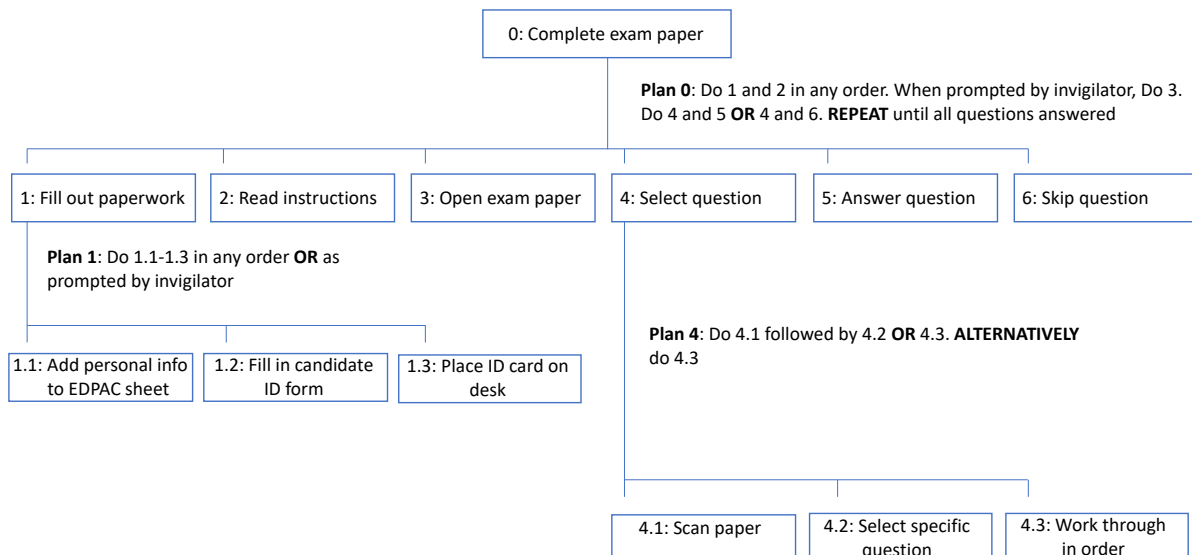 0: Complete exam paper
Plan 0: Do 1 and 2 in any order. When prompted by invigilator, Do 3.
Do 4 and 5 OR 4 and 6. REPEAT until all questions answered
1: Fill out paperwork
2: Read instructions
3: Open exam paper
4: Select question
5: Answer question
6: Skip question
Plan 1: Do 1.1-1.3 in any order OR as
prompted by invigilator
Plan 4: Do 4.1 followed by 4.2 OR 4.3. ALTERNATIVELY
do 4.3
1.1: Add personal info
to EDPAC sheet
1.2: Fill in candidate
ID form
1.3: Place ID card on
desk
4.1: Scan paper
4.2: Select specific
question
4.3: Work through
in order